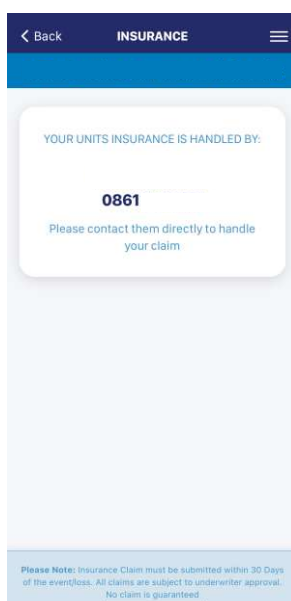 Back INSURANCE
YOUR UNITS INSURANCE IS HANDLED BY:
0861
Please contact them directly to handle
your claim
Please Note: Insurance Claim must be submitted within 30 Days
of the event/loss. All claims are subject to underwriter approval.
No claim is guaranteed